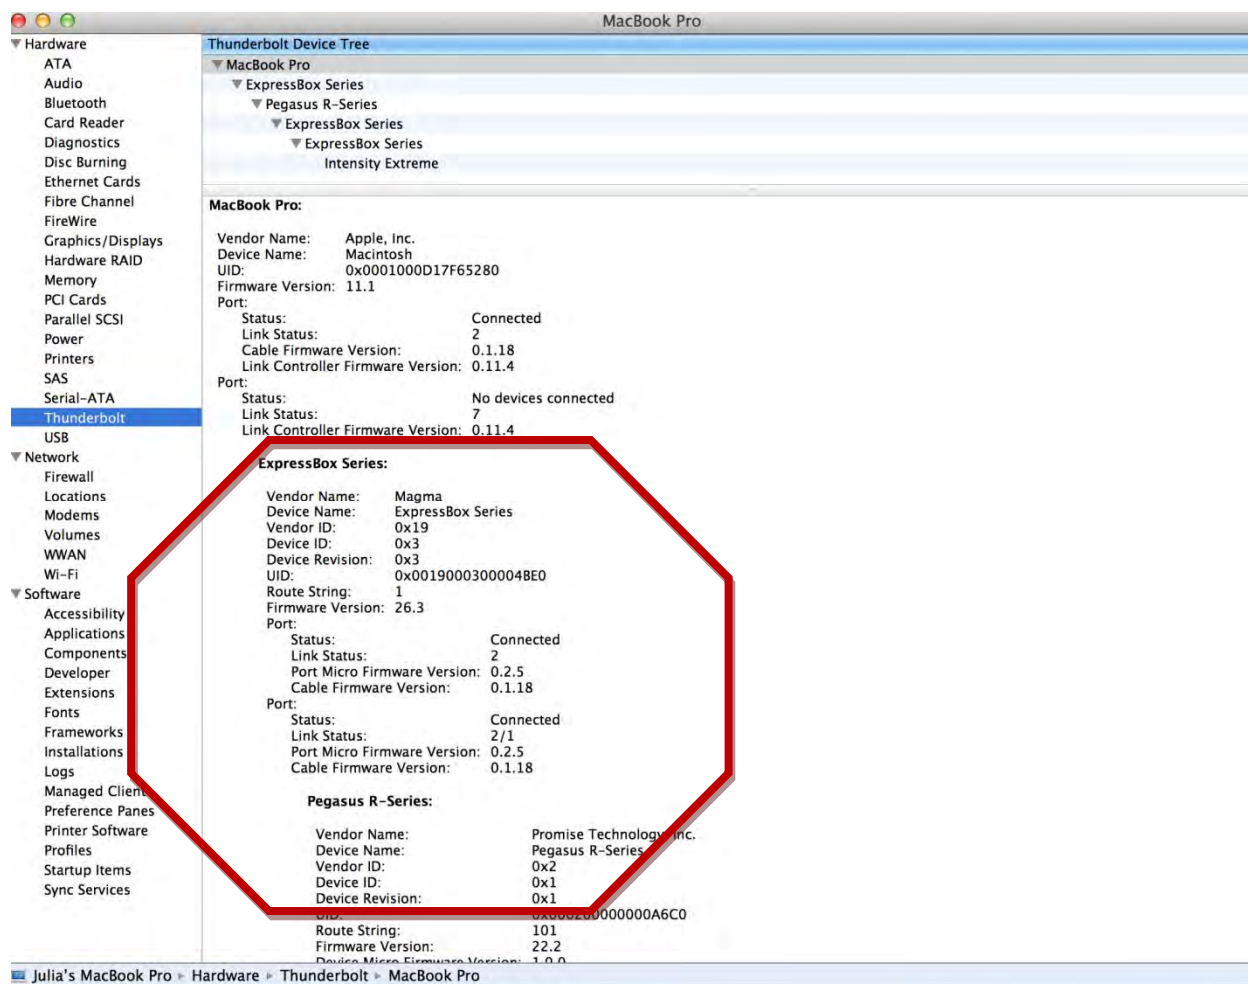 MacBook Pro
Hardware
ATA
Audio
Bluetooth
Card Reader
Diagnostics
Disc Burning
Ethernet Cards
Fibre Channel
FireWire
Graphics/Displays
Hardware RAID
Memory
PCI Cards
Parallel SCSI
Power
Printers
SAS
Serial-ATA
Thunderbolt
USB
Network
Firewall
Locations
Modems
Volumes
WWAN
Wi-Fi
Software
Accessibility
Applications
Components
Developer
Extensions
Fonts
Frameworks
Installations
Logs
Managed Client
Preference Panes
Printer Software
Profiles
Startup Items
Sync Services
Thunderbolt Device Tree
MacBook Pro
ExpressBox Series
Pegasus R-Series
ExpressBox Series
ExpressBox Series
Intensity Extreme
MacBook Pro:
Vendor Name: Apple, Inc.
Device Name: Macintosh
UID: 0x0001000D17F65280
Firmware Version: 11.1
Port:
Status: Connected
Link Status: 2
Cable Firmware Version: 0.1.18
Link Controller Firmware Version: 0.11.4
Port:
Status: No devices connected
Link Status: 7
Link Controller Firmware Version: 0.11.4
ExpressBox Series:
Vendor Name: Magma
Device Name: ExpressBox Series
Vendor ID: 0x19
Device ID: 0x3
Device Revision: 0x3
UID: 0x0019000300004BE0
Route String: 1
Firmware Version: 26.3
Port:
Status: Connected
Link Status: 2
Port Micro Firmware Version: 0.2.5
Cable Firmware Version: 0.1.18
Port:
Status: Connected
Link Status: 2/1
Port Micro Firmware Version: 0.2.5
Cable Firmware Version: 0.1.18
Pegasus R-Series:
Vendor Name: Promise Technology, Inc.
Device Name: Pegasus R-Series
Vendor ID: 0x2
Device ID: 0x1
Device Revision: 0x1
UID: 0x000200000000A6C0
Route String: 101
Firmware Version: 22.2
Device Micro Firmware Version: 1.0.0
Julia's MacBook Pro Hardware Thunderbolt MacBook Pro